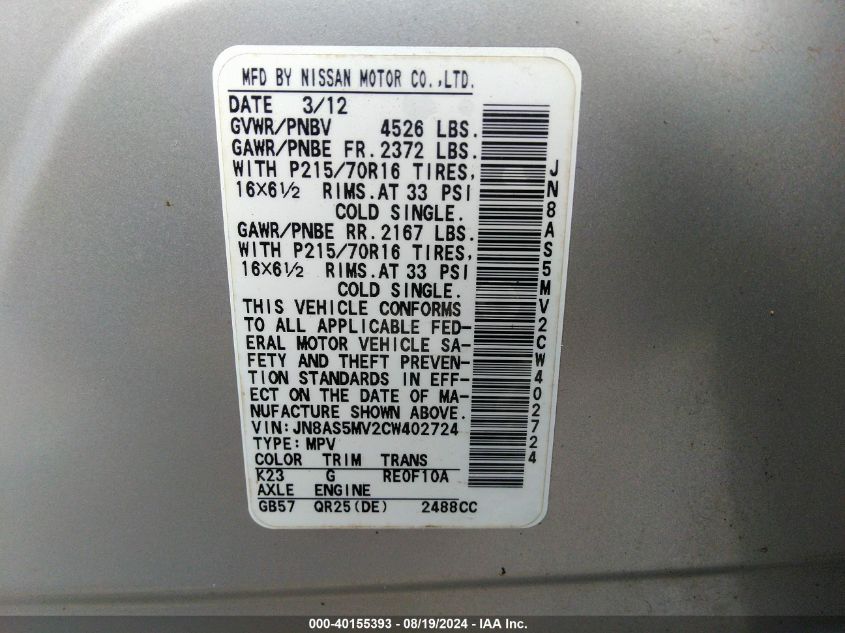 MFD BY NISSAN MOTOR CO.,LTD.
DATE 3/12
GVWR/PNBV 4526 LBS.
GAWR/PNBE FR.2372 LBS.
WITH P215/70R16 TIRES,
16X6½ RIMS.AT 33 PSI
COLD SINGLE.
GAWR/PNBE RR.2167 LBS.
WITH P215/70R16 TIRES,
16X6½ RIMS.AT 33 PSI
COLD SINGLE.
THIS VEHICLE CONFORMS
TO ALL APPLICABLE FED-
ERAL MOTOR VEHICLE SA-
FETY AND THEFT PREVEN-
TION STANDARDS IN EFF-
ECT ON THE DATE OF MA-
NUFACTURE SHOWN ABOVE.
VIN:JN8AS5MV2CW402724
TYPE:MPV
COLOR TRIM TRANS
K23 G RE0F10A
AXLE ENGINE
GB57 QR25(DE) 2488CC
JN8AS5MV2CW402724
000-40155393 - 08/19/2024 - IAA Inc.